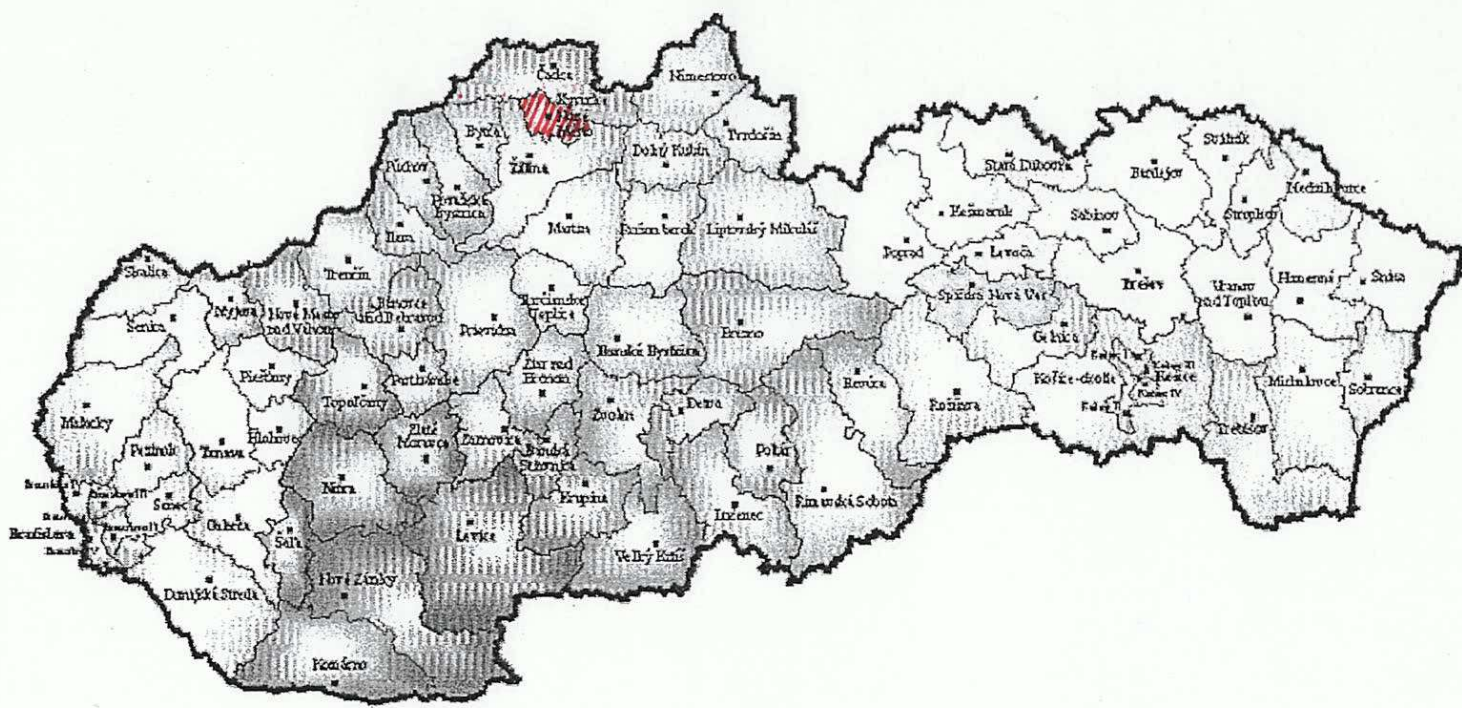 Čadca
Námestovo
Bytča
Žilina
Tvrdošín
Dolný Kubín
Púchov
Považská
Bystrica
Ilava
Martin
Ružomberok
Liptovský Mikuláš
Stará Ľubovňa
Bardejov
Svidník
Medzilaborce
Stropkov
Kežmarok
Sabinov
Poprad
Levoča
Prešov
Vranov
nad Topľou
Humenné
Snina
Spišská Nová Ves
Gelnica
Skalica
Trenčín
Myjava
Nové Mesto
nad Váhom
Bánovce
nad Bebravou
Prievidza
Turčianske
Teplice
Senica
Banská Bystrica
Brezno
Piešťany
Partizánske
Žiar nad
Hronom
Topoľčany
Revúca
Rožňava
Košice-okolie
Košice
Michalovce
Sobrance
Trebišov
Malacky
Pezinok
Trnava
Hlohovec
Zlaté
Moravce
Žarnovica
Banská
Štiavnica
Zvolen
Detva
Poltár
Nitra
Krupina
Rimavská Sobota
Lučenec
Senec
Galanta
Šaľa
Levice
Veľký Krtíš
Bratislava
Dunajská Streda
Nové Zámky
Komárno